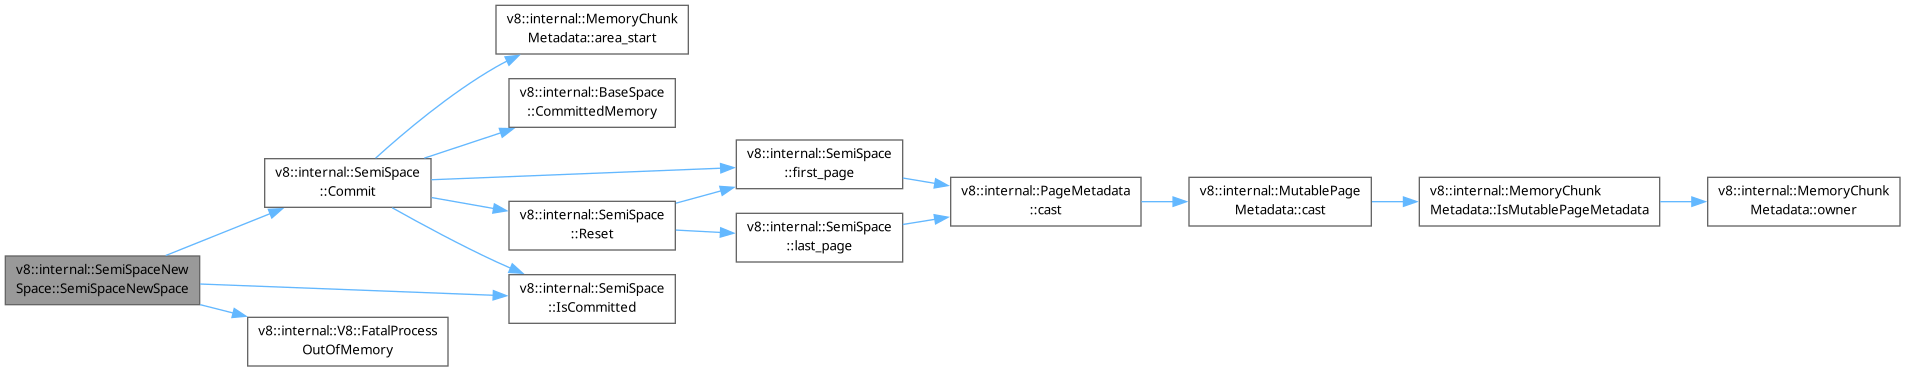 v8::internal::MemoryChunk
Metadata::area_start
v8::internal::BaseSpace
::CommittedMemory
v8::internal::SemiSpace
::Commit
v8::internal::SemiSpace
::first_page
v8::internal::SemiSpace
::Reset
v8::internal::SemiSpace
::last_page
v8::internal::PageMetadata
::cast
v8::internal::MutablePage
Metadata::cast
v8::internal::MemoryChunk
Metadata::IsMutablePageMetadata
v8::internal::MemoryChunk
Metadata::owner
v8::internal::SemiSpaceNew
Space::SemiSpaceNewSpace
v8::internal::SemiSpace
::IsCommitted
v8::internal::V8::FatalProcess
OutOfMemory